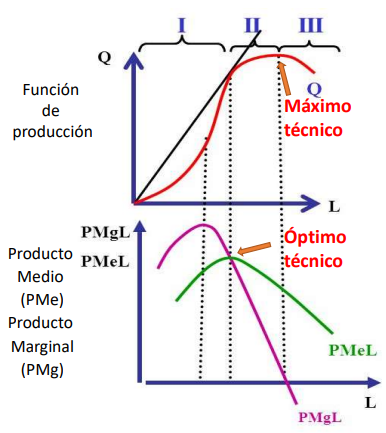 I II III
Q
Función
de
producción
Q
Máximo
técnico
L
PMgL
PMeL
Óptimo
técnico
Producto
Medio
(PMe)
Producto
Marginal
(PMg)
PMeL
L
PMgL